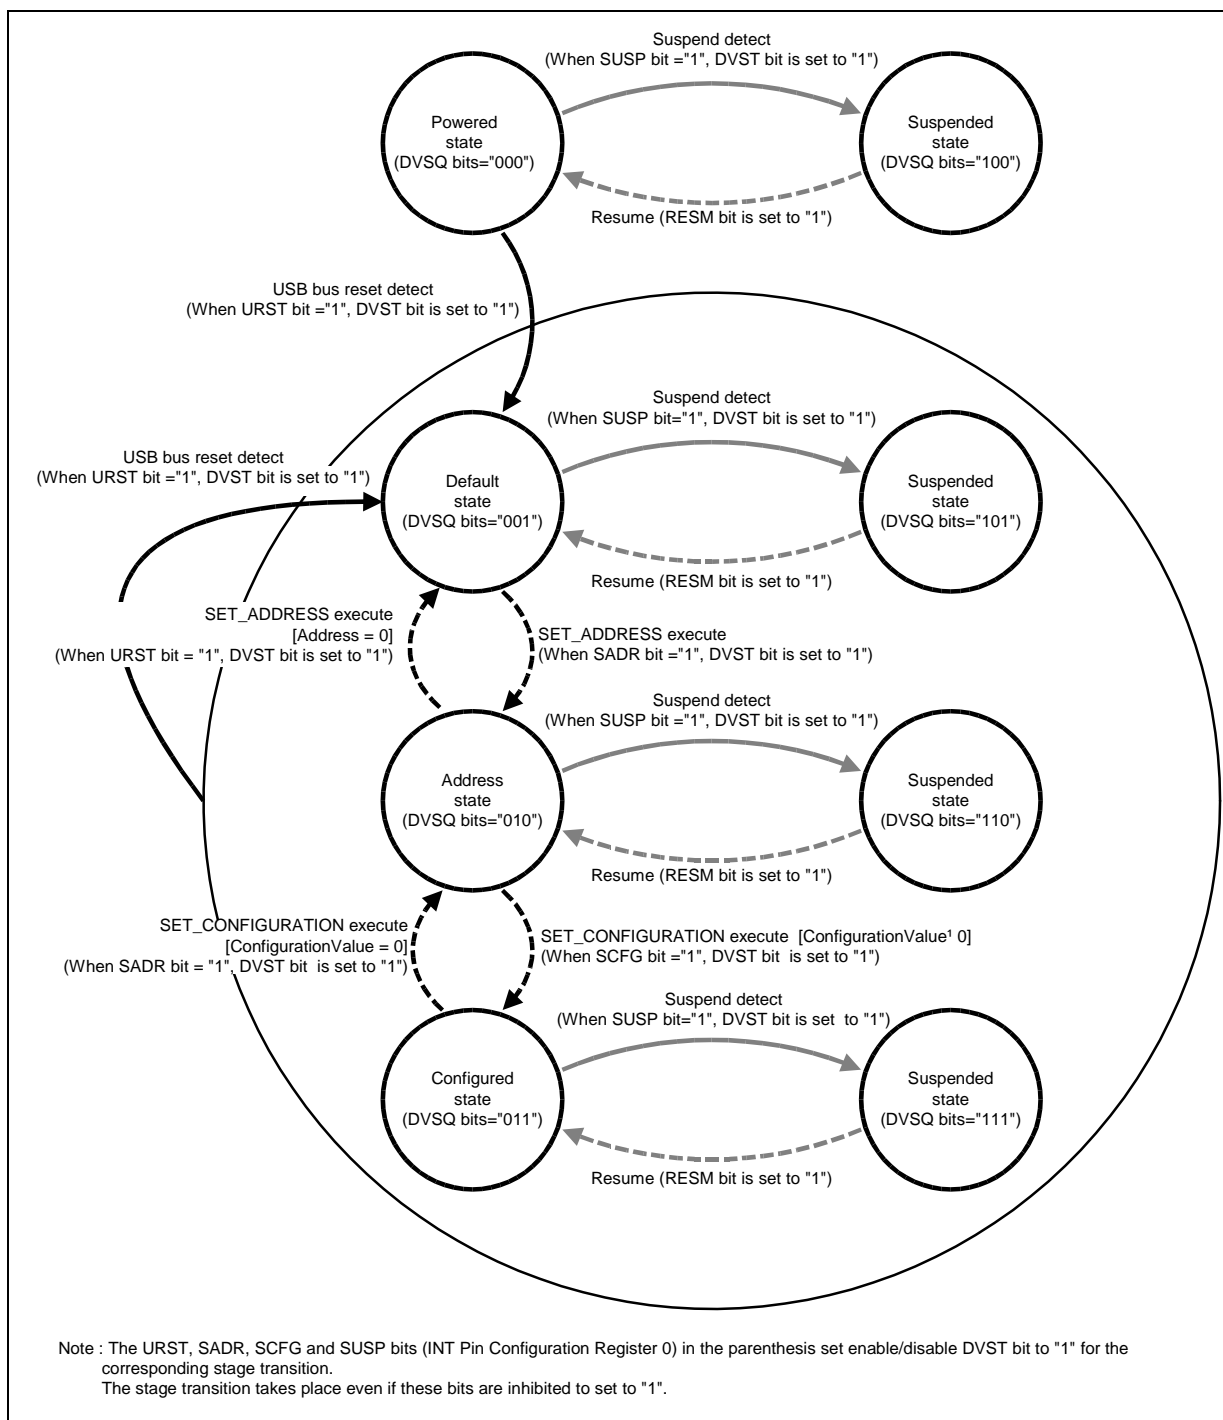 Suspend detect
(When SUSP bit ="1", DVST bit is set to "1")
Powered
state
(DVSQ bits="000")
Suspended
state
(DVSQ bits="100")
Resume (RESM bit is set to "1")
USB bus reset detect
(When URST bit ="1", DVST bit is set to "1")
Suspend detect
(When SUSP bit="1", DVST bit is set to "1")
USB bus reset detect
(When URST bit ="1", DVST bit is set to "1")
Default
state
(DVSQ bits="001")
Suspended
state
(DVSQ bits="101")
Resume (RESM bit is set to "1")
SET_ADDRESS execute
[Address = 0]
(When URST bit = "1", DVST bit is set to "1")
SET_ADDRESS execute
(When SADR bit ="1", DVST bit is set to "1")
Suspend detect
(When SUSP bit ="1", DVST bit is set to "1")
Address
state
(DVSQ bits="010")
Suspended
state
(DVSQ bits="110")
Resume (RESM bit is set to "1")
SET_CONFIGURATION execute
[ConfigurationValue = 0]
(When SADR bit = "1", DVST bit  is set to "1")
SET_CONFIGURATION execute  [ConfigurationValue¹ 0]
(When SCFG bit ="1", DVST bit  is set to "1")
Suspend detect
(When SUSP bit="1", DVST bit is set  to "1")
Configured
state
(DVSQ bits="011")
Suspended
state
(DVSQ bits="111")
Resume (RESM bit is set to "1")
Note : The URST, SADR, SCFG and SUSP bits (INT Pin Configuration Register 0) in the parenthesis set enable/disable DVST bit to "1" for the
corresponding stage transition.
The stage transition takes place even if these bits are inhibited to set to "1".